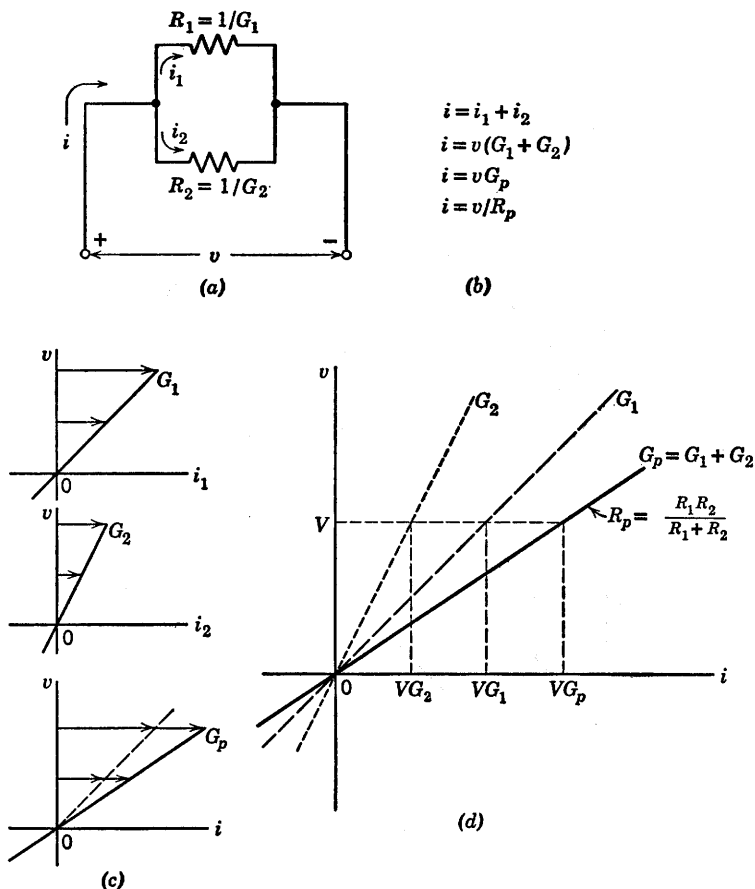 R₁ = 1/G₁
i₁
i
i₂
R₂ = 1/G₂
+ v −
(a)
i = i₁ + i₂
i = v(G₁ + G₂)
i = vGₚ
i = v/Rₚ
(b)
v
G₁
0 i₁
v
G₂
0 i₂
v
Gₚ
0 i
(c)
v
G₂ G₁
Gₚ = G₁ + G₂
V
Rₚ = R₁R₂ / R₁ + R₂
0 VG₂ VG₁ VGₚ i
(d)